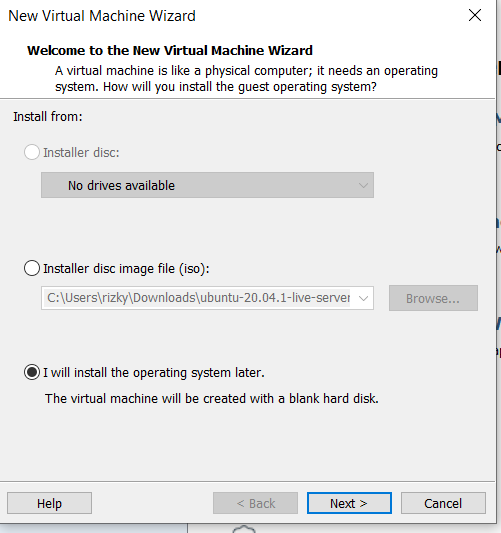 New Virtual Machine Wizard
Welcome to the New Virtual Machine Wizard
A virtual machine is like a physical computer; it needs an operating
system. How will you install the guest operating system?
Install from:
Installer disc:
No drives available
Installer disc image file (iso):
C:\Users\rizky\Downloads\ubuntu-20.04.1-live-server
Browse...
I will install the operating system later.
The virtual machine will be created with a blank hard disk.
Help
< Back
Next >
Cancel